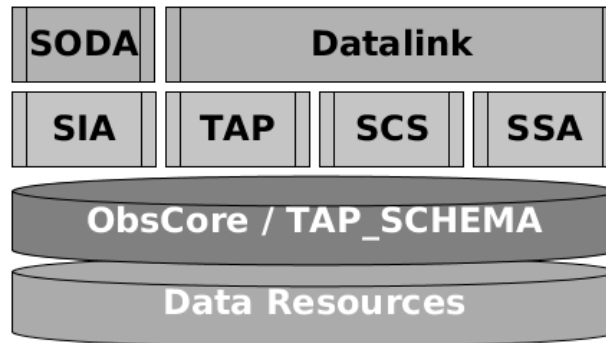 SODA Datalink
SIA TAP SCS SSA
ObsCore / TAP_SCHEMA
Data Resources